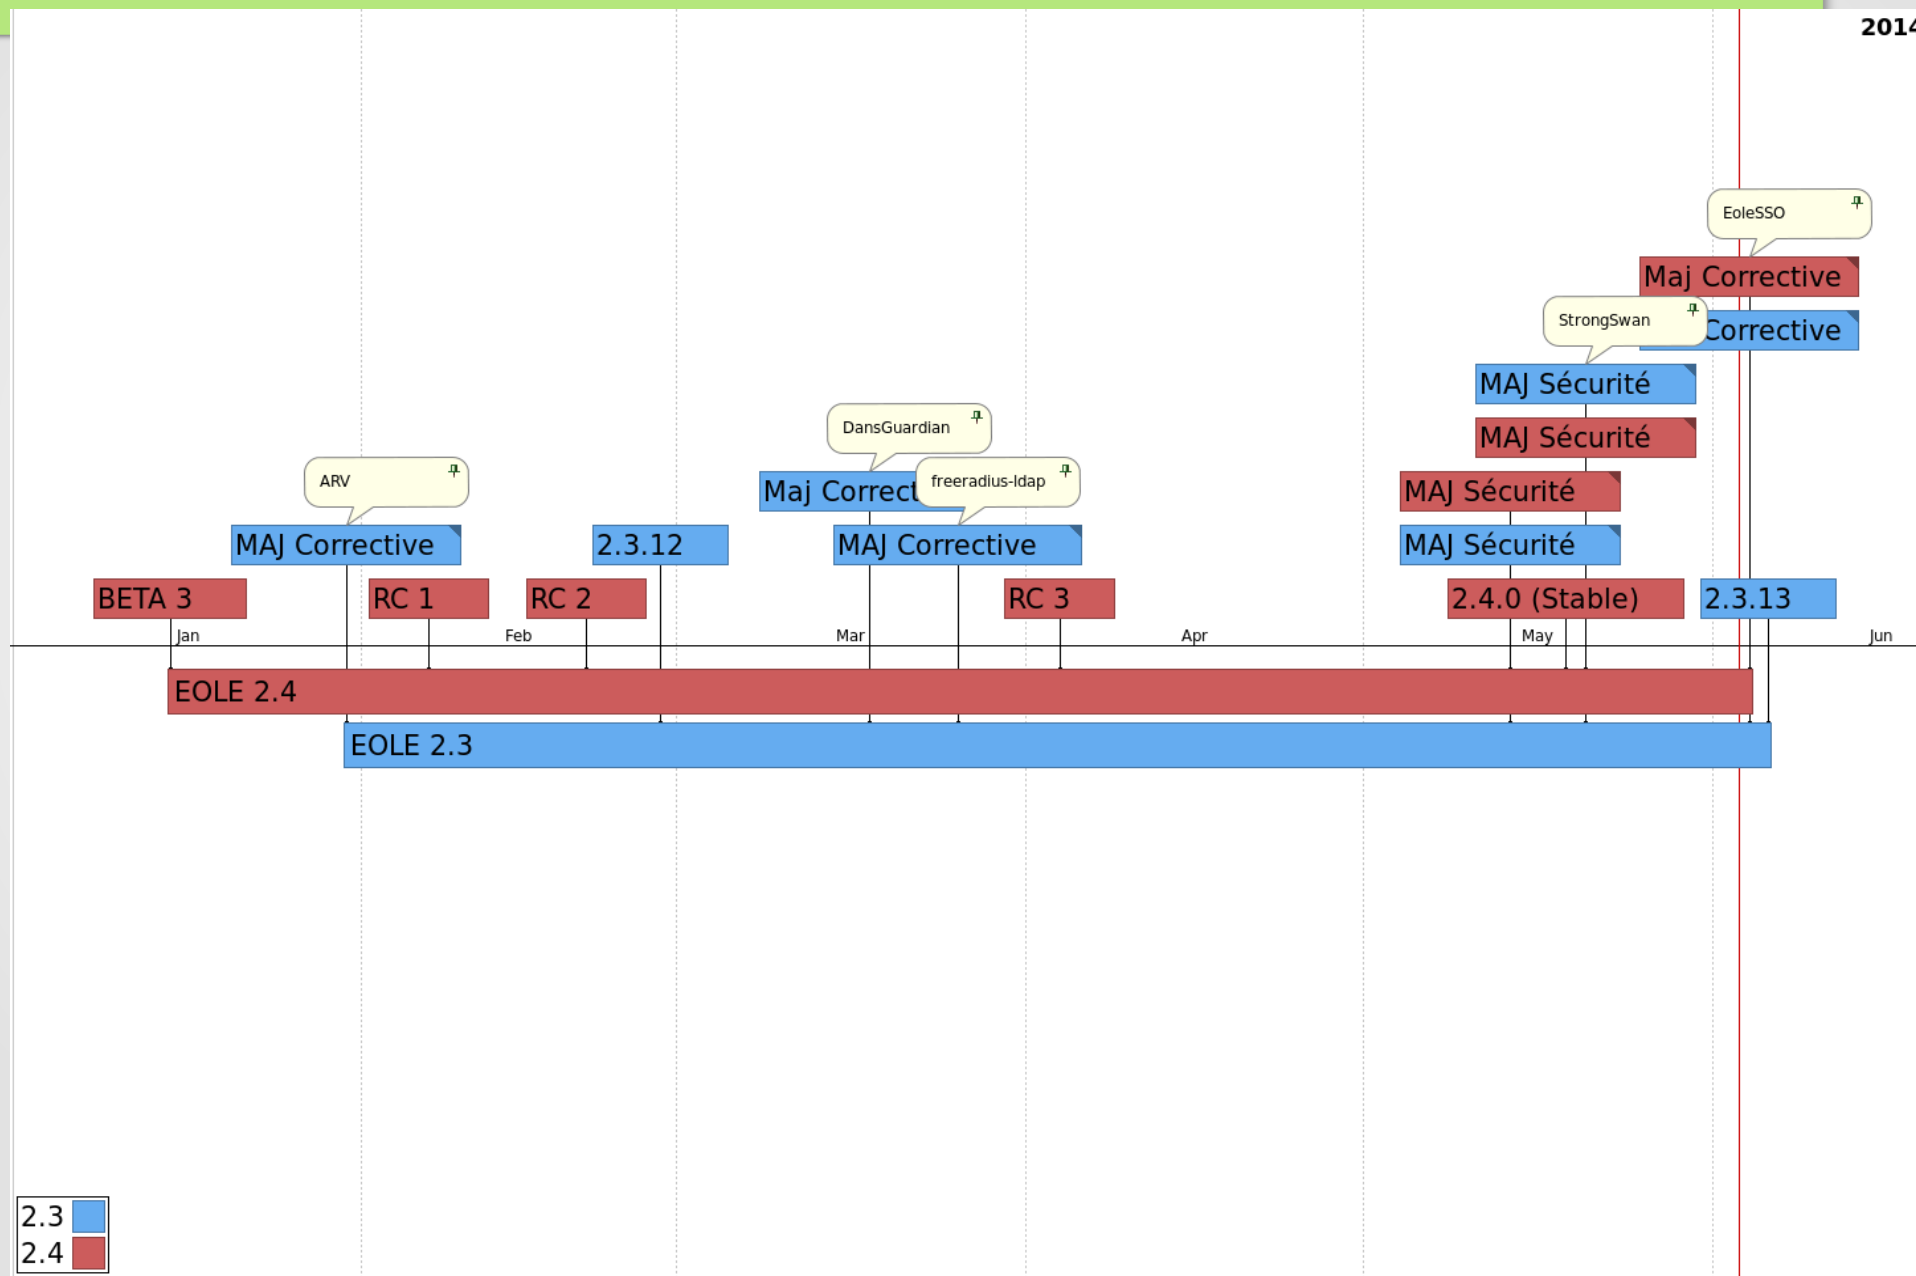 2014
EoleSSO
Maj Corrective
StrongSwan
Corrective
MAJ Sécurité
DansGuardian
MAJ Sécurité
ARV
Maj Correct
freeradius-ldap
MAJ Sécurité
MAJ Corrective
2.3.12
MAJ Corrective
MAJ Sécurité
BETA 3
RC 1
RC 2
RC 3
2.4.0 (Stable)
2.3.13
Jan
Feb
Mar
Apr
May
Jun
EOLE 2.4
EOLE 2.3
2.3
2.4